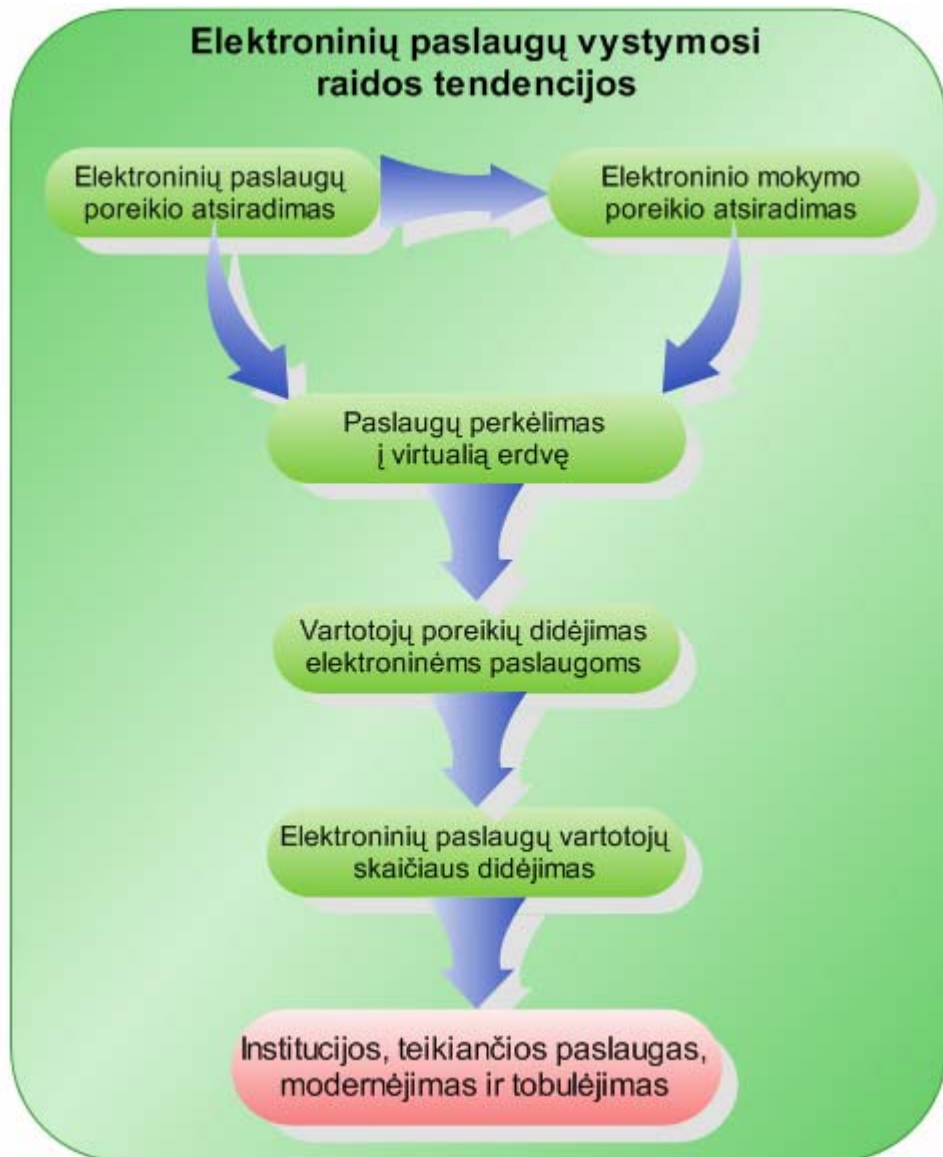 Elektroninių paslaugų vystymosi
raidos tendencijos
Elektroninių paslaugų
poreikio atsiradimas
Elektroninio mokymo
poreikio atsiradimas
Paslaugų perkėlimas
į virtualią erdvę
Vartotojų poreikių didėjimas
elektroninėms paslaugoms
Elektroninių paslaugų vartotojų
skaičiaus didėjimas
Institucijos, teikiančios paslaugas,
modernėjimas ir tobulėjimas